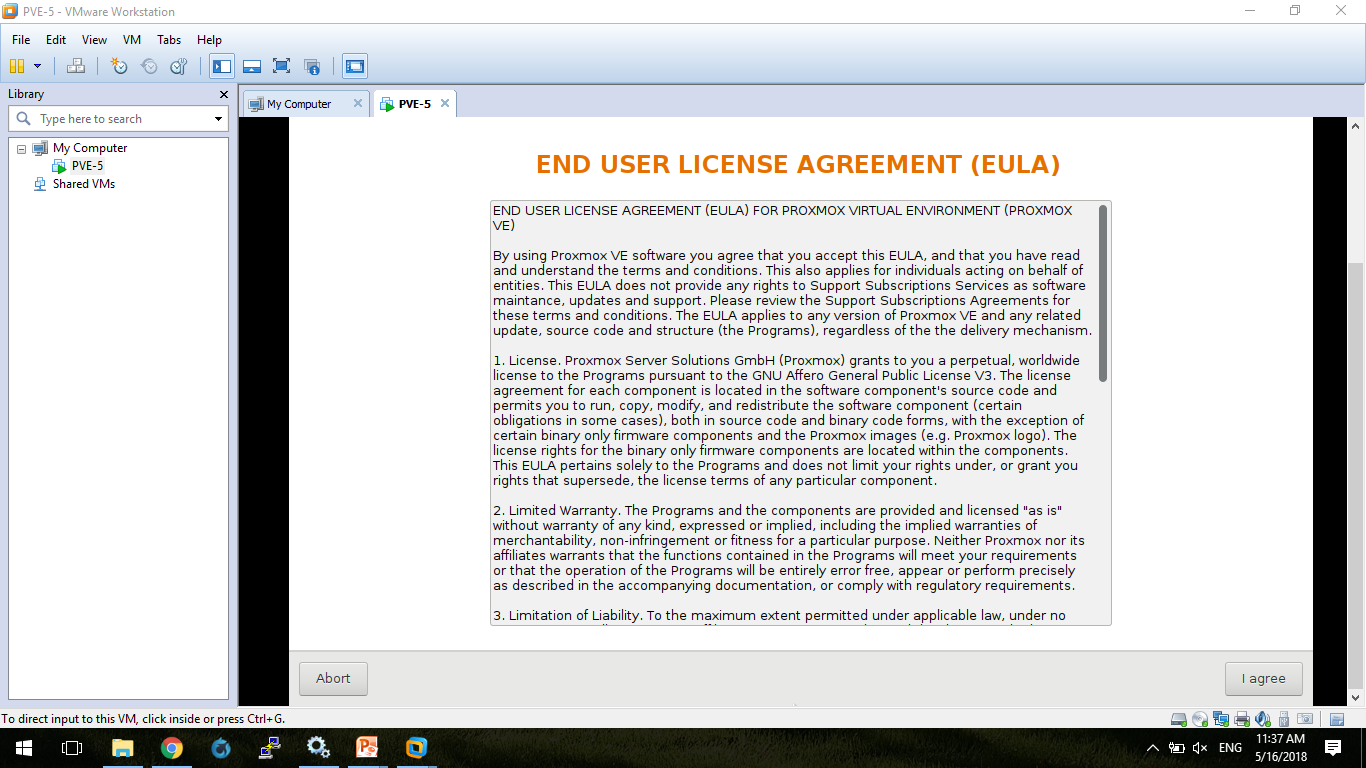 PVE-5 - VMware Workstation
File Edit View VM Tabs Help
Library
Type here to search
My Computer
PVE-5
Shared VMs
My Computer
PVE-5
END USER LICENSE AGREEMENT (EULA)
END USER LICENSE AGREEMENT (EULA) FOR PROXMOX VIRTUAL ENVIRONMENT (PROXMOX
VE)
By using Proxmox VE software you agree that you accept this EULA, and that you have read
and understand the terms and conditions. This also applies for individuals acting on behalf of
entities. This EULA does not provide any rights to Support Subscriptions Services as software
maintance, updates and support. Please review the Support Subscriptions Agreements for
these terms and conditions. The EULA applies to any version of Proxmox VE and any related
update, source code and structure (the Programs), regardless of the the delivery mechanism.
1. License. Proxmox Server Solutions GmbH (Proxmox) grants to you a perpetual, worldwide
license to the Programs pursuant to the GNU Affero General Public License V3. The license
agreement for each component is located in the software component's source code and
permits you to run, copy, modify, and redistribute the software component (certain
obligations in some cases), both in source code and binary code forms, with the exception of
certain binary only firmware components and the Proxmox images (e.g. Proxmox logo). The
license rights for the binary only firmware components are located within the components.
This EULA pertains solely to the Programs and does not limit your rights under, or grant you
rights that supersede, the license terms of any particular component.
2. Limited Warranty. The Programs and the components are provided and licensed "as is"
without warranty of any kind, expressed or implied, including the implied warranties of
merchantability, non-infringement or fitness for a particular purpose. Neither Proxmox nor its
affiliates warrants that the functions contained in the Programs will meet your requirements
or that the operation of the Programs will be entirely error free, appear or perform precisely
as described in the accompanying documentation, or comply with regulatory requirements.
3. Limitation of Liability. To the maximum extent permitted under applicable law, under no
Abort
I agree
To direct input to this VM, click inside or press Ctrl+G.
ENG
11:37 AM
5/16/2018